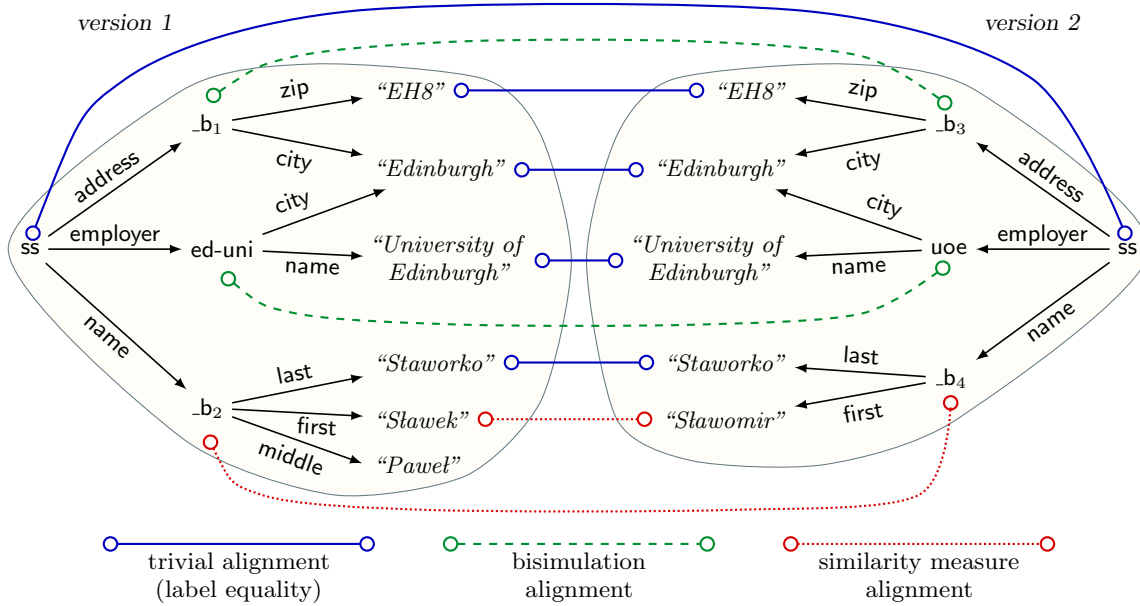 version 1
version 2
zip
“EH8”
“EH8”
zip
_b1
_b3
city
city
address
“Edinburgh”
“Edinburgh”
address
city
city
ss
employer
ed-uni
“University of
Edinburgh”
“University of
Edinburgh”
uoe
employer
ss
name
name
name
name
last
“Staworko”
“Staworko”
last
_b2
_b4
first
“Sławek”
“Sławomir”
first
middle
“Paweł”
trivial alignment
(label equality)
bisimulation
alignment
similarity measure
alignment